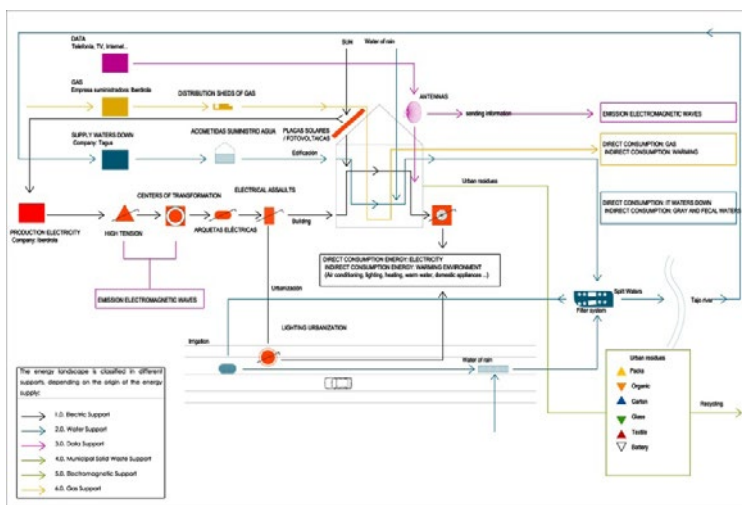 DATA
Telefonia, TV, Internet...
SUN
Water of rain
GAS
Empresa suministradora: Iberdrola
DISTRIBUTION SHEDS OF GAS
ANTENNAS
sending information
EMISSION ELECTROMAGNETIC WAVES
SUPPLY WATERS DOWN
Company: Tagus
ACOMETIDAS SUMINISTRO AGUA
PLACAS SOLARES
/ FOTOVOLTAICAS
Edificación
DIRECT CONSUMPTION: GAS
INDIRECT CONSUMPTION: WARMING
Urban residues
DIRECT CONSUMPTION: IT WATERS DOWN
INDIRECT CONSUMPTION: GRAY AND FECAL WATERS
CENTERS OF TRANSFORMATION
ELECTRICAL ASSAULTS
Building
PRODUCTION ELECTRICITY
Company: Iberdrola
HIGH TENSION
ARQUETAS ELÉCTRICAS
DIRECT CONSUMPTION ENERGY: ELECTRICITY
INDIRECT CONSUMPTION ENERGY: WARMING ENVIRONMENT
(Air conditioning, lighting, heating, warm water, domestic appliances ...)
EMISSION ELECTROMAGNETIC WAVES
Urbanización
Split Waters
Filter system
Tajo river
LIGHTING URBANIZATION
Irrigation
Water of rain
Urban residues
Packs
Organic
Carton
Glass
Textile
Battery
Recycling
The energy landscape is classified in different
supports, depending on the origin of the energy
supply:
1.0. Electric Support
2.0. Water Support
3.0. Data Support
4.0. Municipal Solid Waste Support
5.0. Electromagnetic Support
6.0. Gas Support